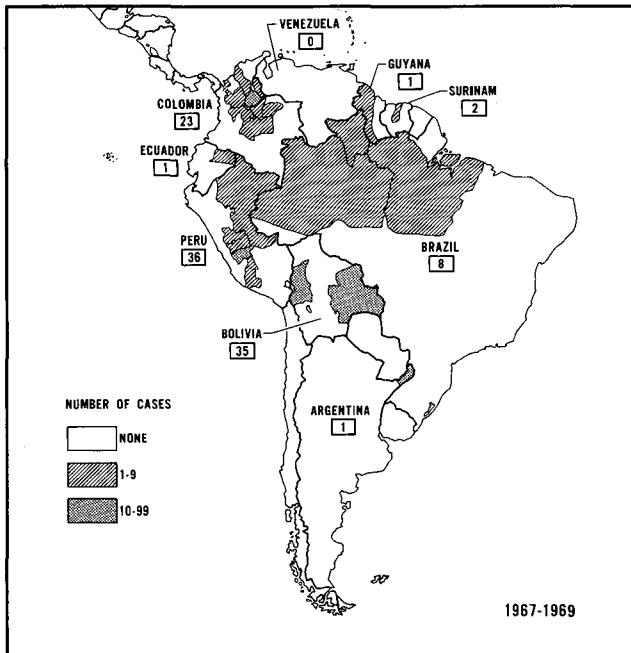 VENEZUELA
0
GUYANA
1
SURINAM
2
COLOMBIA
23
ECUADOR
1
PERU
36
BRAZIL
8
BOLIVIA
35
ARGENTINA
1
NUMBER OF CASES
NONE
1-9
10-99
1967-1969